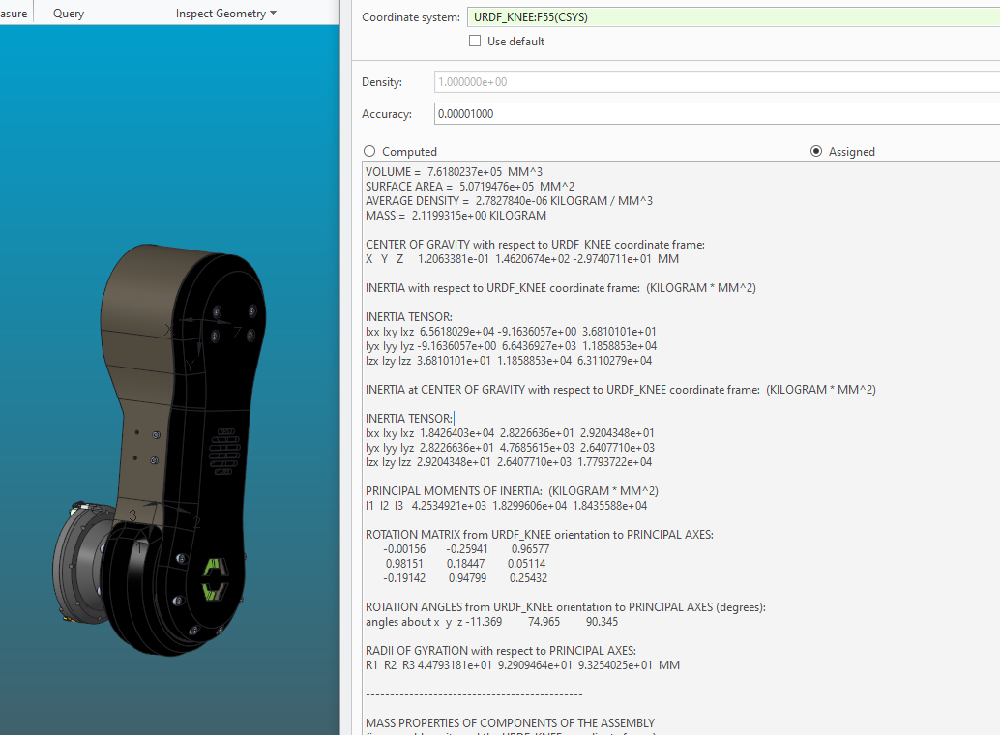 asure Query Inspect Geometry
Coordinate system: URDF_KNEE:F55(CSYS)
Use default
Density: 1.000000e+00
Accuracy: 0.00001000
Computed Assigned
VOLUME = 7.6180237e+05 MM^3
SURFACE AREA = 5.0719476e+05 MM^2
AVERAGE DENSITY = 2.7827840e-06 KILOGRAM / MM^3
MASS = 2.1199315e+00 KILOGRAM
CENTER OF GRAVITY with respect to URDF_KNEE coordinate frame:
X Y Z 1.2063381e-01 1.4620674e+02 -2.9740711e+01 MM
INERTIA with respect to URDF_KNEE coordinate frame: (KILOGRAM * MM^2)
INERTIA TENSOR:
Ixx Ixy Ixz 6.5618029e+04 -9.1636057e+00 3.6810101e+01
Iyx Iyy Iyz -9.1636057e+00 6.6436927e+03 1.1858853e+04
Izx Izy Izz 3.6810101e+01 1.1858853e+04 6.3110279e+04
INERTIA at CENTER OF GRAVITY with respect to URDF_KNEE coordinate frame: (KILOGRAM * MM^2)
INERTIA TENSOR:
Ixx Ixy Ixz 1.8426403e+04 2.8226636e+01 2.9204348e+01
Iyx Iyy Iyz 2.8226636e+01 4.7685615e+03 2.6407710e+03
Izx Izy Izz 2.9204348e+01 2.6407710e+03 1.7793722e+04
PRINCIPAL MOMENTS OF INERTIA: (KILOGRAM * MM^2)
I1 I2 I3 4.2534921e+03 1.8299606e+04 1.8435588e+04
ROTATION MATRIX from URDF_KNEE orientation to PRINCIPAL AXES:
-0.00156 -0.25941 0.96577
0.98151 0.18447 0.05114
-0.19142 0.94799 0.25432
ROTATION ANGLES from URDF_KNEE orientation to PRINCIPAL AXES (degrees):
angles about x y z -11.369 74.965 90.345
RADII OF GYRATION with respect to PRINCIPAL AXES:
R1 R2 R3 4.4793181e+01 9.2909464e+01 9.3254025e+01 MM
---------------------------------------------
MASS PROPERTIES OF COMPONENTS OF THE ASSEMBLY
X Z
Y
3 2
1